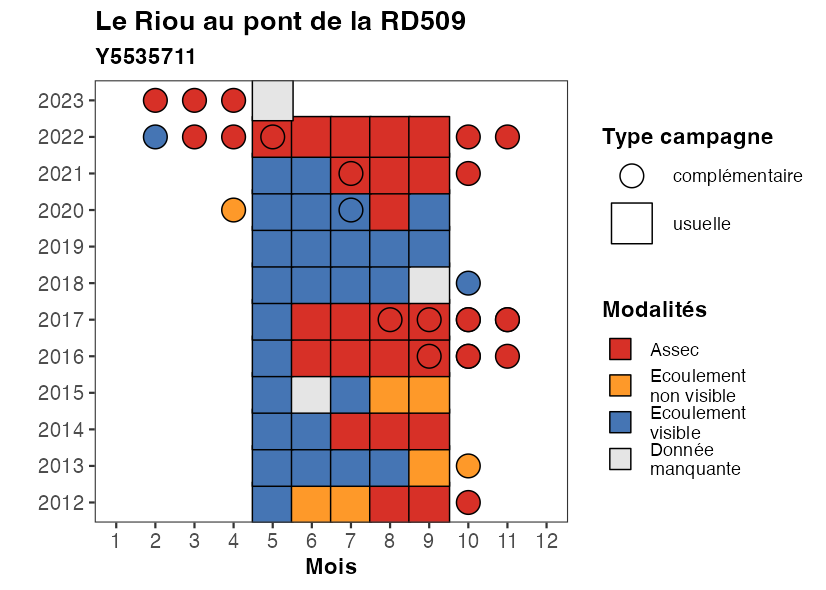 Le Riou au pont de la RD509
Y5535711
2023
2022
2021
2020
2019
2018
2017
2016
2015
2014
2013
2012
1 2 3 4 5 6 7 8 9 10 11 12
Mois
Type campagne
complémentaire
usuelle
Modalités
Assec
Ecoulement
non visible
Ecoulement
visible
Donnée
manquante